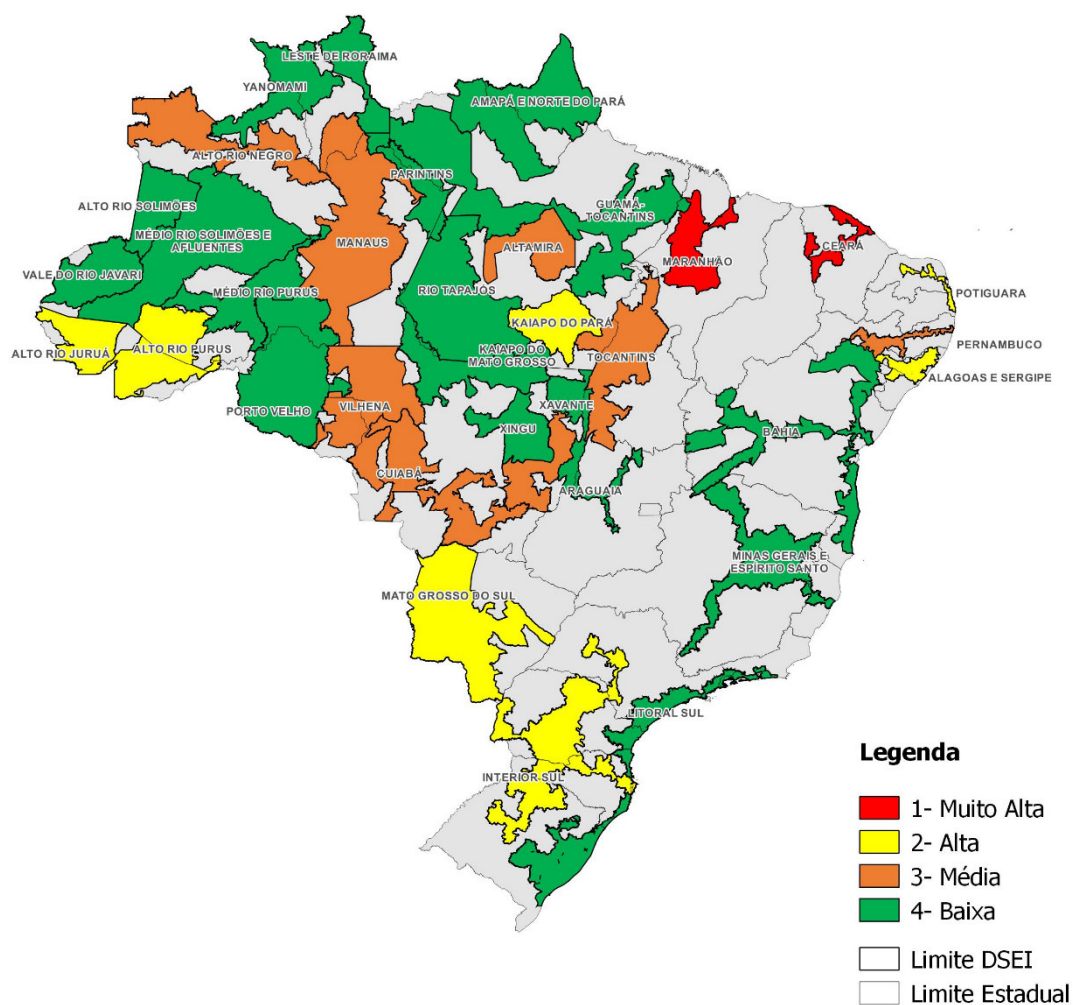 LESTE DE RORAIMA
YANOMAMI
AMAPÁ E NORTE DO PARÁ
ALTO RIO NEGRO
PARINTINS
ALTO RIO SOLIMÕES
GUAMÁ-
TOCANTINS
MÉDIO RIO SOLIMÕES E
AFLUENTES
MANAUS
ALTAMIRA
MARANHÃO
CEARÁ
VALE DO RIO JAVARI
MÉDIO RIO PURUS
RIO TAPAJÓS
POTIGUARA
KAIAPO DO PARÁ
ALTO RIO JURUÁ
ALTO RIO PURUS
KAIAPO DO
MATO GROSSO
TOCANTINS
PERNAMBUCO
ALAGOAS E SERGIPE
PORTO VELHO
VILHENA
XAVANTE
XINGU
BAHIA
CUIABÁ
ARAGUAIA
MINAS GERAIS E
ESPÍRITO SANTO
MATO GROSSO DO SUL
LITORAL SUL
INTERIOR SUL
Legenda
1- Muito Alta
2- Alta
3- Média
4- Baixa
Limite DSEI
Limite Estadual